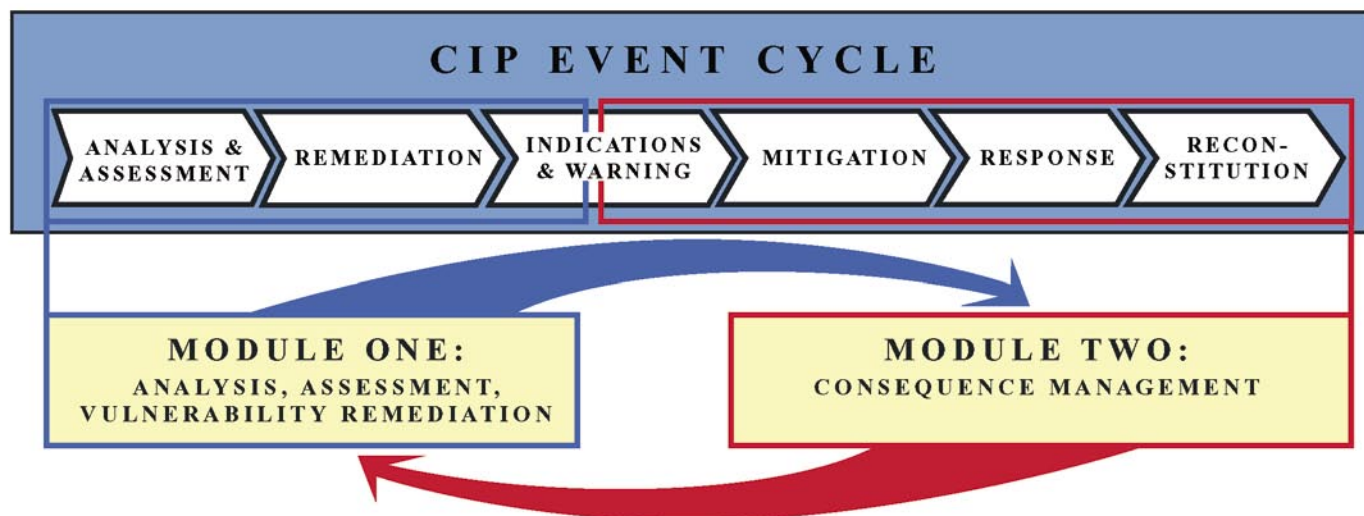 CIP EVENT CYCLE
ANALYSIS &
ASSESSMENT
REMEDIATION
INDICATIONS
& WARNING
MITIGATION
RESPONSE
RECON-
STITUTION
MODULE ONE:
ANALYSIS, ASSESSMENT,
VULNERABILITY REMEDIATION
MODULE TWO:
CONSEQUENCE MANAGEMENT